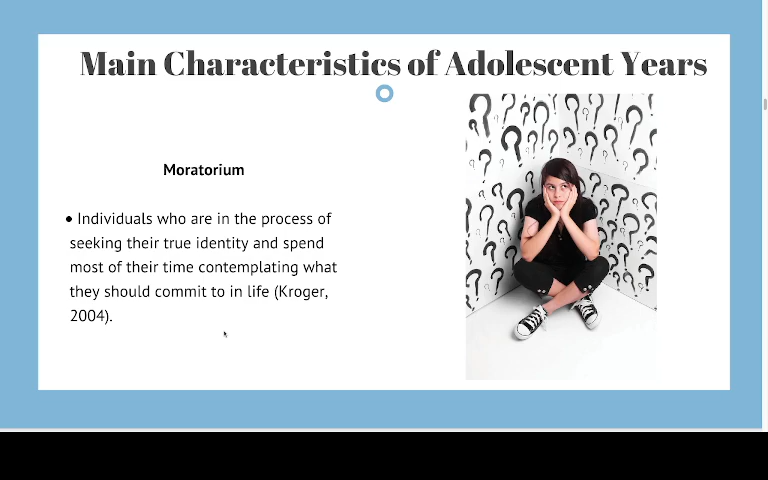 Main Characteristics of Adolescent Years
Moratorium
• Individuals who are in the process of
seeking their true identity and spend
most of their time contemplating what
they should commit to in life (Kroger,
2004).